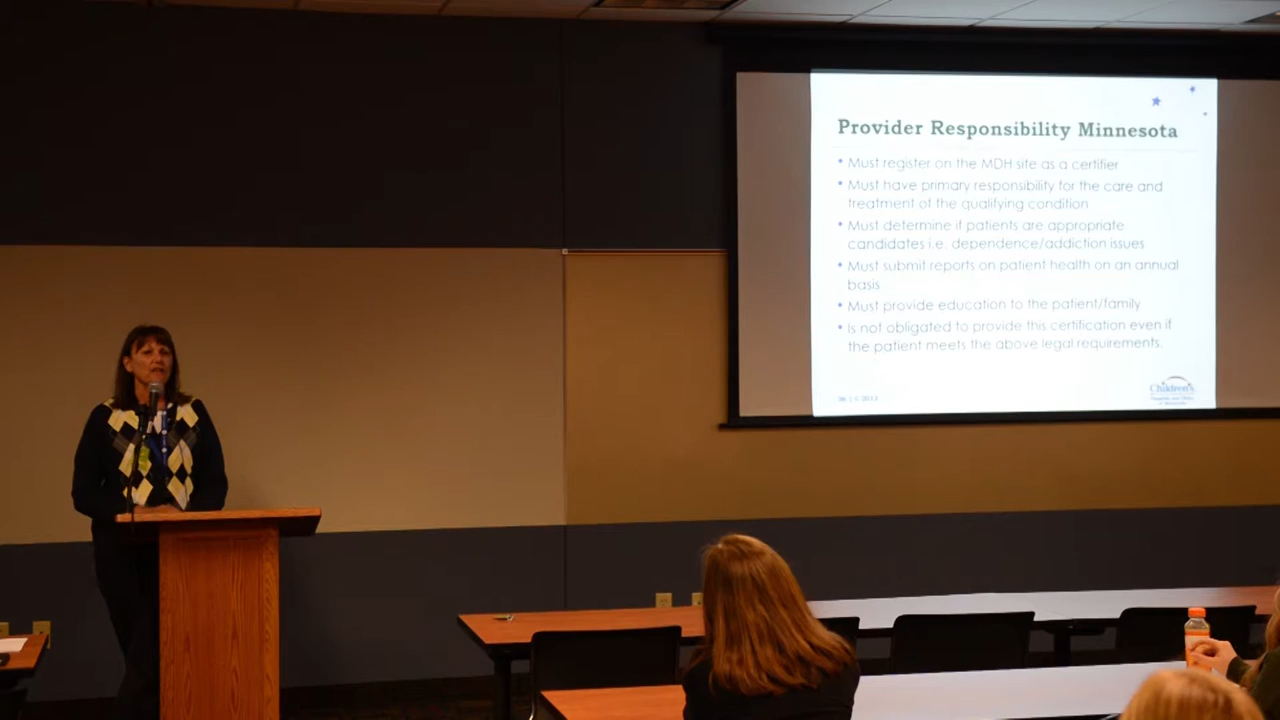 Provider Responsibility Minnesota
• Must register on the MDH site as a certifier
• Must have primary responsibility for the care and
treatment of the qualifying condition
• Must determine if patients are appropriate
candidates i.e. dependence/addiction issues
• Must submit reports on patient health on an annual
basis
• Must provide education to the patient/family
• Is not obligated to provide this certification even if
the patient meets the above legal requirements.
Children's